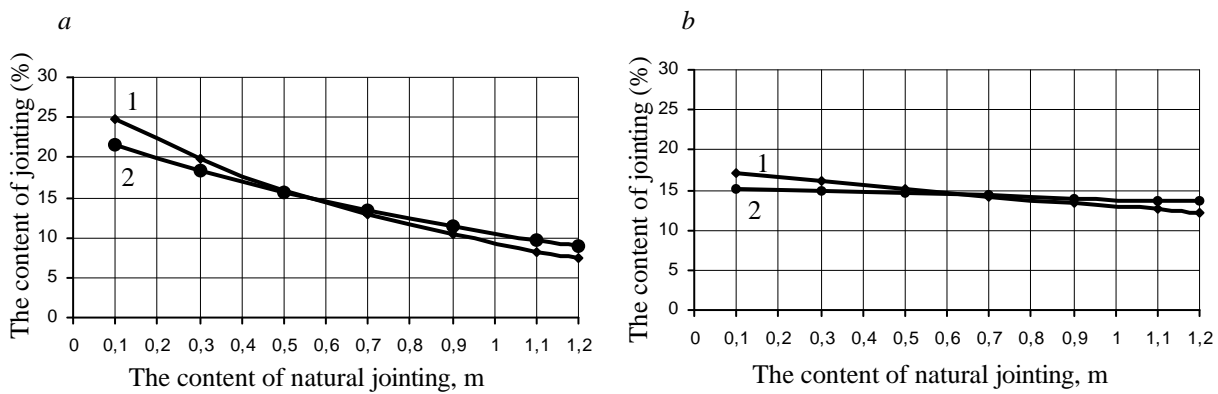 a
The content of jointing (%)
30
25
20
15
10
5
0
1
2
0 0,1 0,2 0,3 0,4 0,5 0,6 0,7 0,8 0,9 1 1,1 1,2
The content of natural jointing, m
b
The content of jointing (%)
30
25
20
15
10
5
0
1
2
0 0,1 0,2 0,3 0,4 0,5 0,6 0,7 0,8 0,9 1 1,1 1,2
The content of natural jointing, m